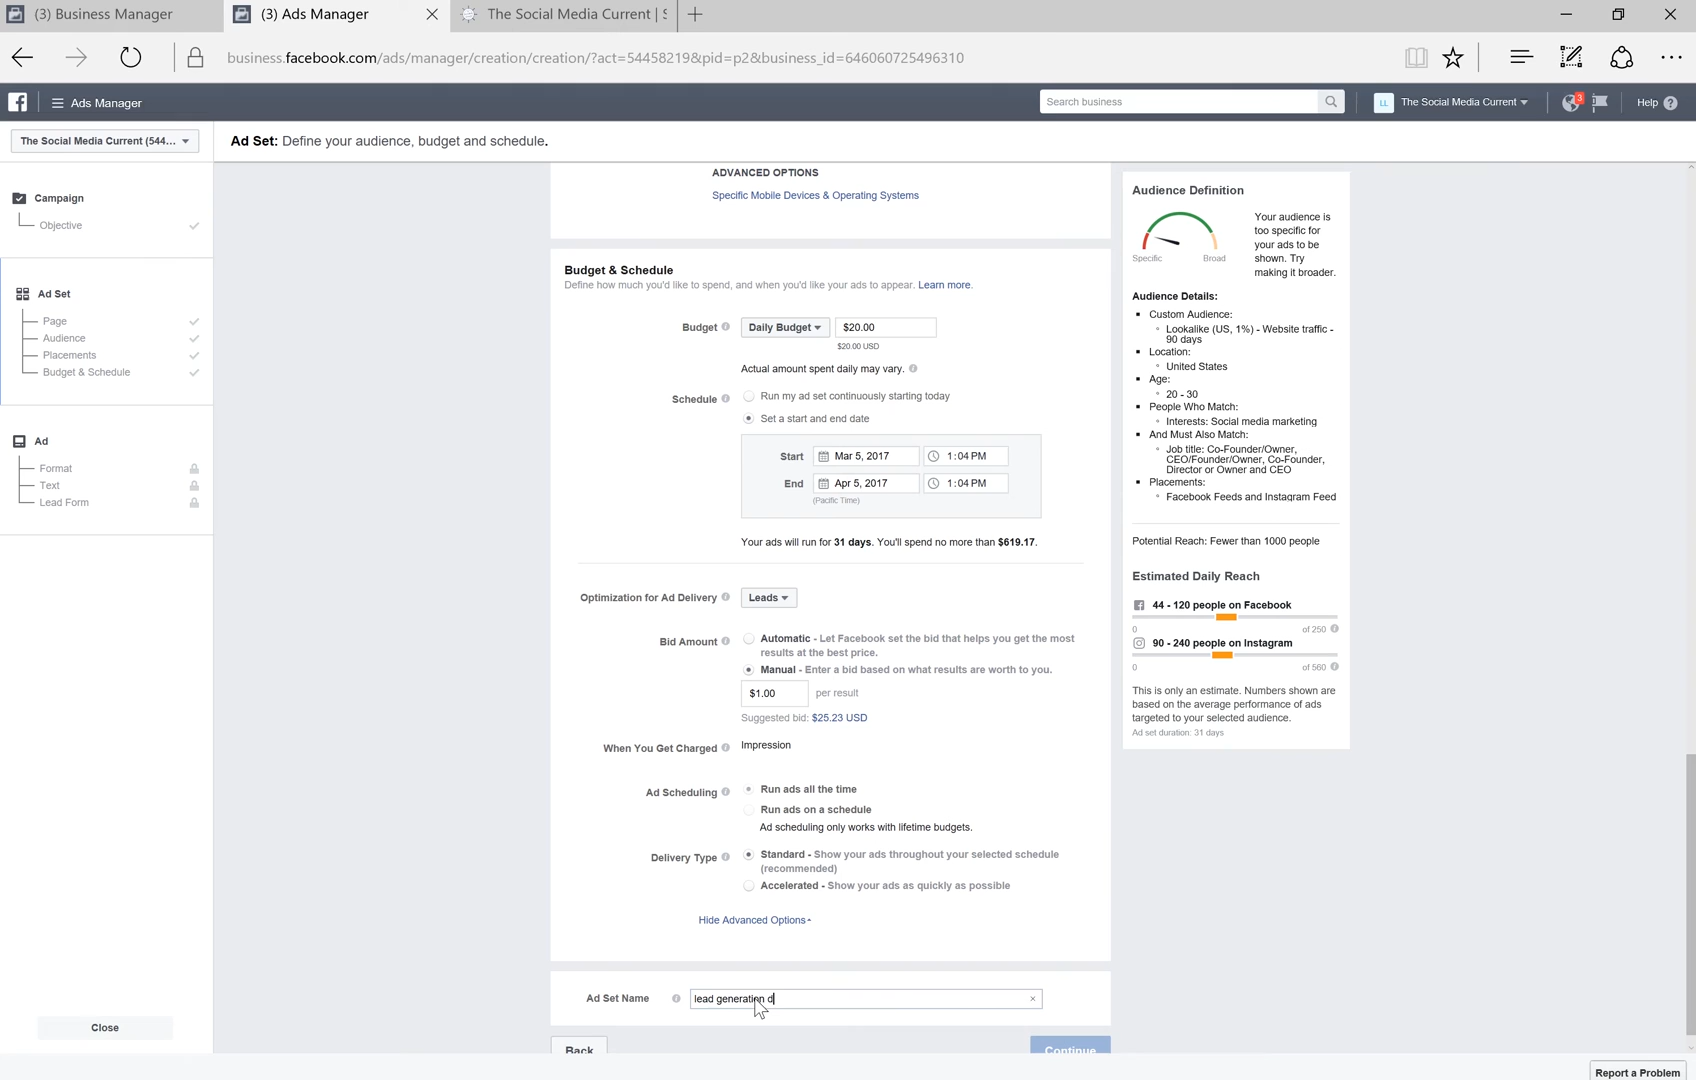 (3) Business Manager
(3) Ads Manager
The Social Media Current | S
business.facebook.com/ads/manager/creation/creation/?act=54458219&pid=p2&business_id=646060725496310
Ads Manager
Search business
LL
The Social Media Current
3
Help
The Social Media Current (544...
Ad Set: Define your audience, budget and schedule.
Campaign
Objective
Ad Set
Page
Audience
Placements
Budget & Schedule
Ad
Format
Text
Lead Form
Close
ADVANCED OPTIONS
Specific Mobile Devices & Operating Systems
Budget & Schedule
Define how much you'd like to spend, and when you'd like your ads to appear. Learn more.
Budget
Daily Budget
$20.00
$20.00 USD
Actual amount spent daily may vary.
Schedule
Run my ad set continuously starting today
Set a start and end date
Start
Mar 5, 2017
1:04 PM
End
Apr 5, 2017
1:04 PM
(Pacific Time)
Your ads will run for 31 days. You'll spend no more than $619.17.
Optimization for Ad Delivery
Leads
Bid Amount
Automatic - Let Facebook set the bid that helps you get the most
results at the best price.
Manual - Enter a bid based on what results are worth to you.
$1.00
per result
Suggested bid: $25.23 USD
When You Get Charged
Impression
Ad Scheduling
Run ads all the time
Run ads on a schedule
Ad scheduling only works with lifetime budgets.
Delivery Type
Standard - Show your ads throughout your selected schedule
(recommended)
Accelerated - Show your ads as quickly as possible
Hide Advanced Options
Ad Set Name
lead generation d
Back
Continue
Audience Definition
Specific
Broad
Your audience is
too specific for
your ads to be
shown. Try
making it broader.
Audience Details:
Custom Audience:
Lookalike (US, 1%) - Website traffic -
90 days
Location:
United States
Age:
20 - 30
People Who Match:
Interests: Social media marketing
And Must Also Match:
Job title: Co-Founder/Owner,
CEO/Founder/Owner, Co-Founder,
Director or Owner and CEO
Placements:
Facebook Feeds and Instagram Feed
Potential Reach: Fewer than 1000 people
Estimated Daily Reach
44 - 120 people on Facebook
0
of 250
90 - 240 people on Instagram
0
of 560
This is only an estimate. Numbers shown are
based on the average performance of ads
targeted to your selected audience.
Ad set duration: 31 days
Report a Problem